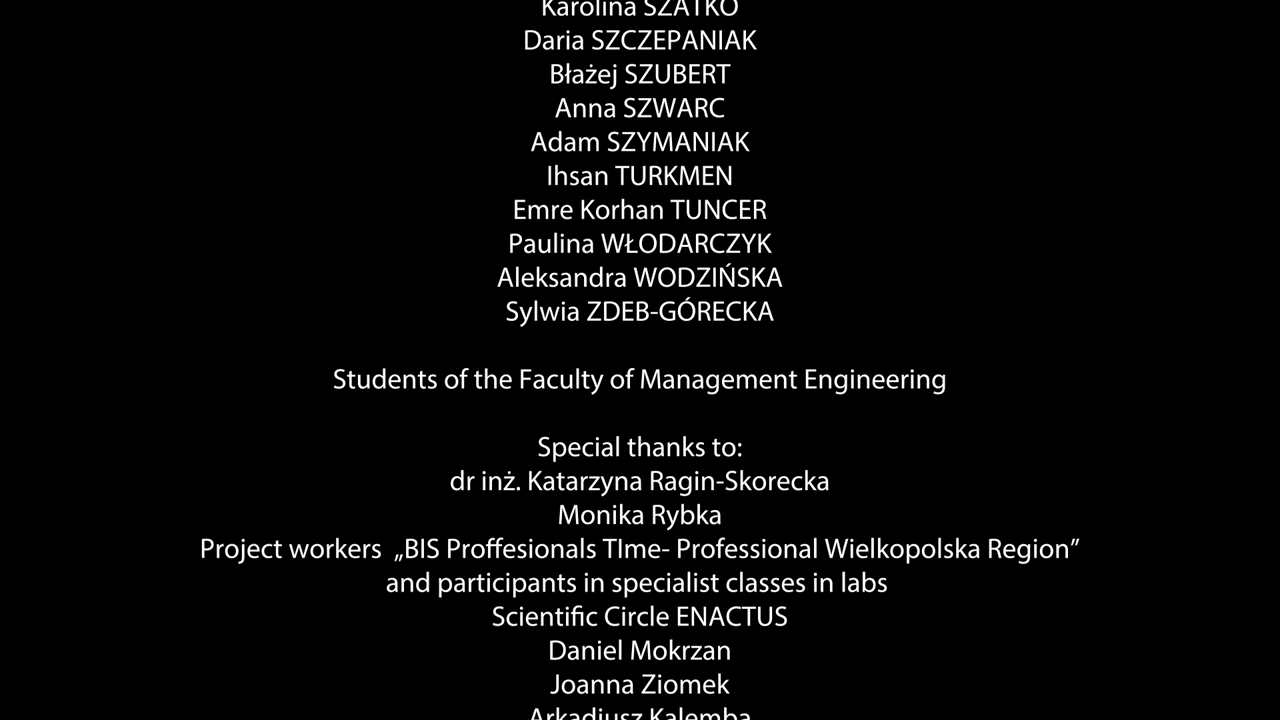 Karolina SZATKO
Daria SZCZEPANIAK
Błażej SZUBERT
Anna SZWARC
Adam SZYMANIAK
Ihsan TURKMEN
Emre Korhan TUNCER
Paulina WŁODARCZYK
Aleksandra WODZIŃSKA
Sylwia ZDEB-GÓRECKA
Students of the Faculty of Management Engineering
Special thanks to:
dr inż. Katarzyna Ragin-Skorecka
Monika Rybka
Project workers „BIS Proffesionals TIme- Professional Wielkopolska Region”
and participants in specialist classes in labs
Scientific Circle ENACTUS
Daniel Mokrzan
Joanna Ziomek
Arkadiusz Kalemba